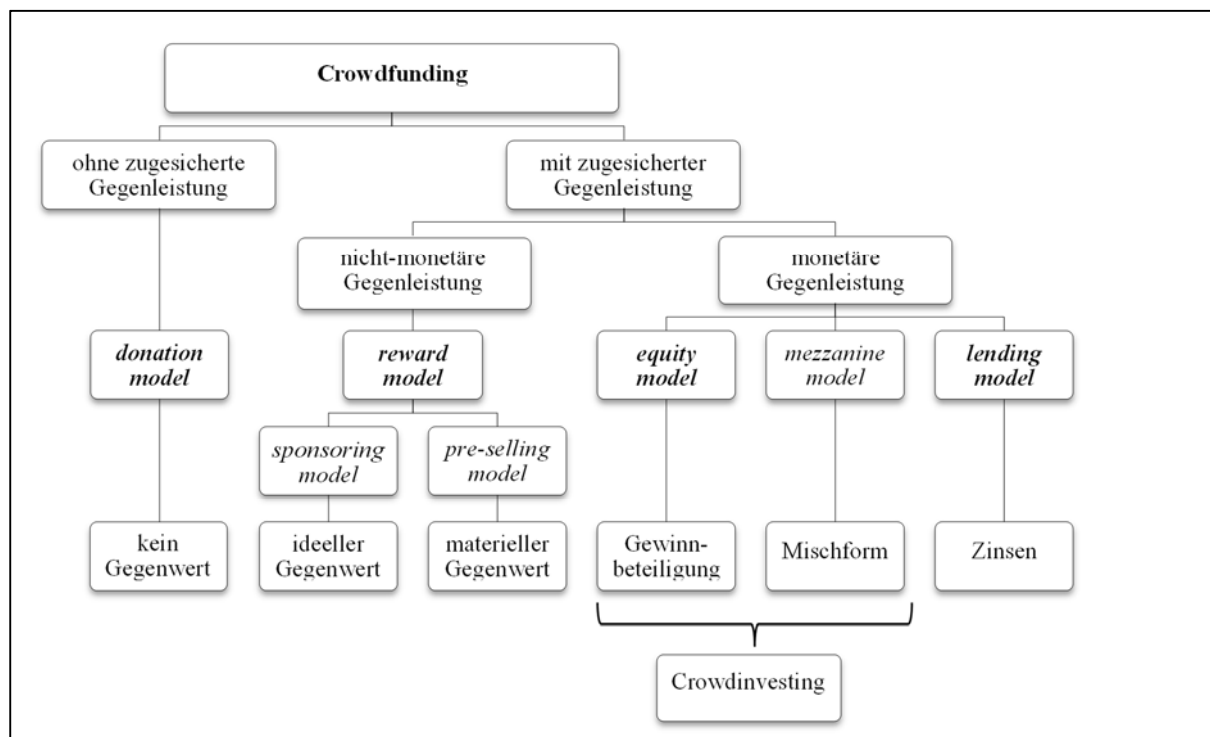 Crowdfunding
ohne zugesicherte
Gegenleistung
mit zugesicherter
Gegenleistung
nicht-monetäre
Gegenleistung
monetäre
Gegenleistung
donation
model
reward
model
equity
model
mezzanine
model
lending
model
sponsoring
model
pre-selling
model
kein
Gegenwert
ideeller
Gegenwert
materieller
Gegenwert
Gewinn-
beteiligung
Mischform
Zinsen
Crowdinvesting